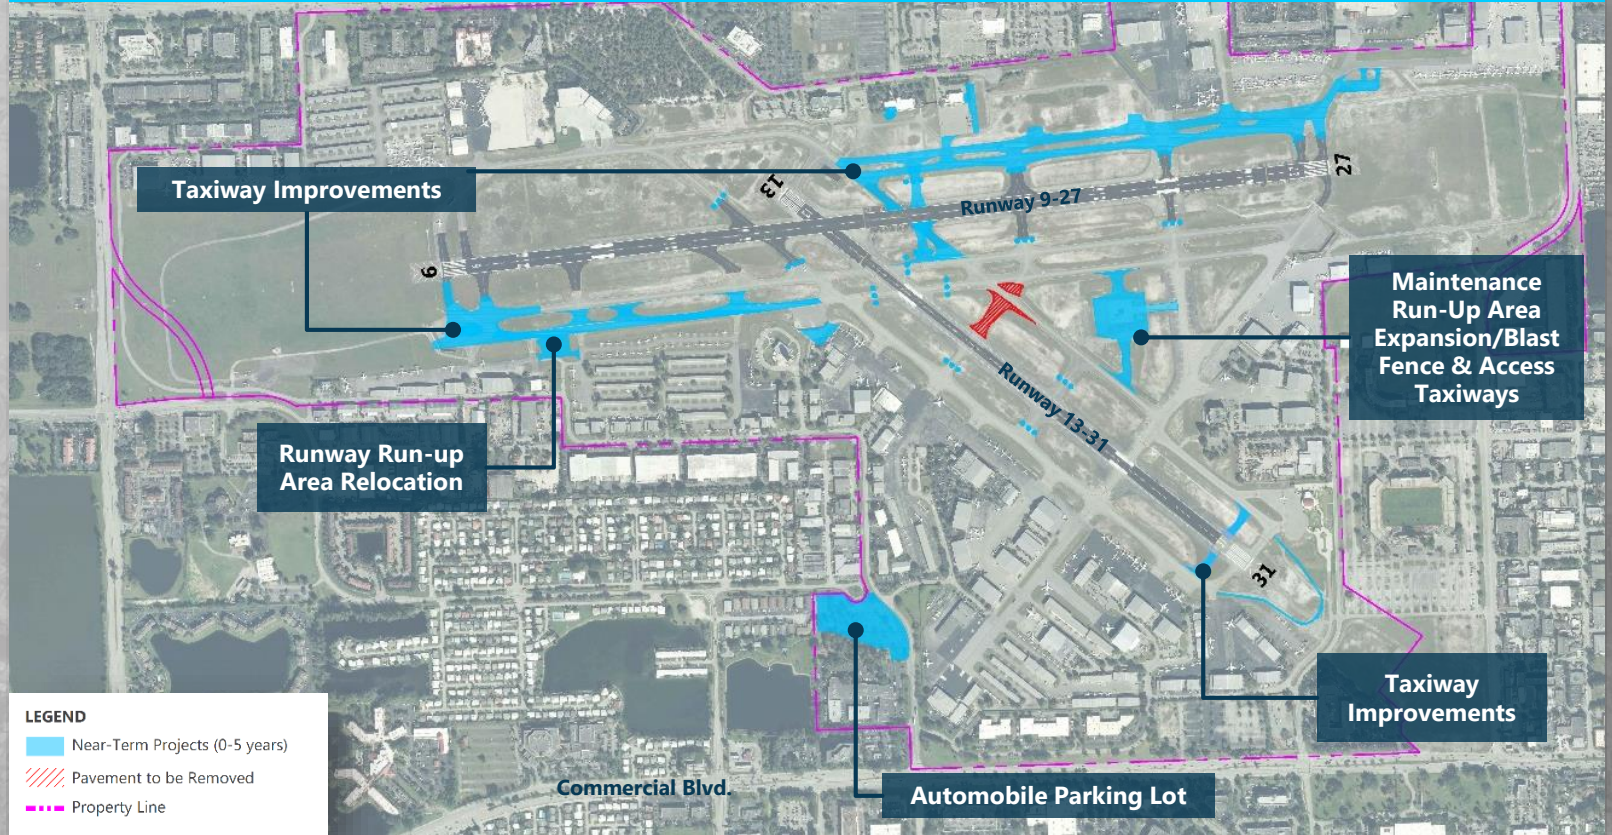 Taxiway Improvements
13
Runway 9-27
27
9
Maintenance
Run-Up Area
Expansion/Blast
Fence & Access
Taxiways
Runway 13-31
Runway Run-up
Area Relocation
31
Taxiway
Improvements
LEGEND
Near-Term Projects (0-5 years)
Pavement to be Removed
Property Line
Commercial Blvd.
Automobile Parking Lot